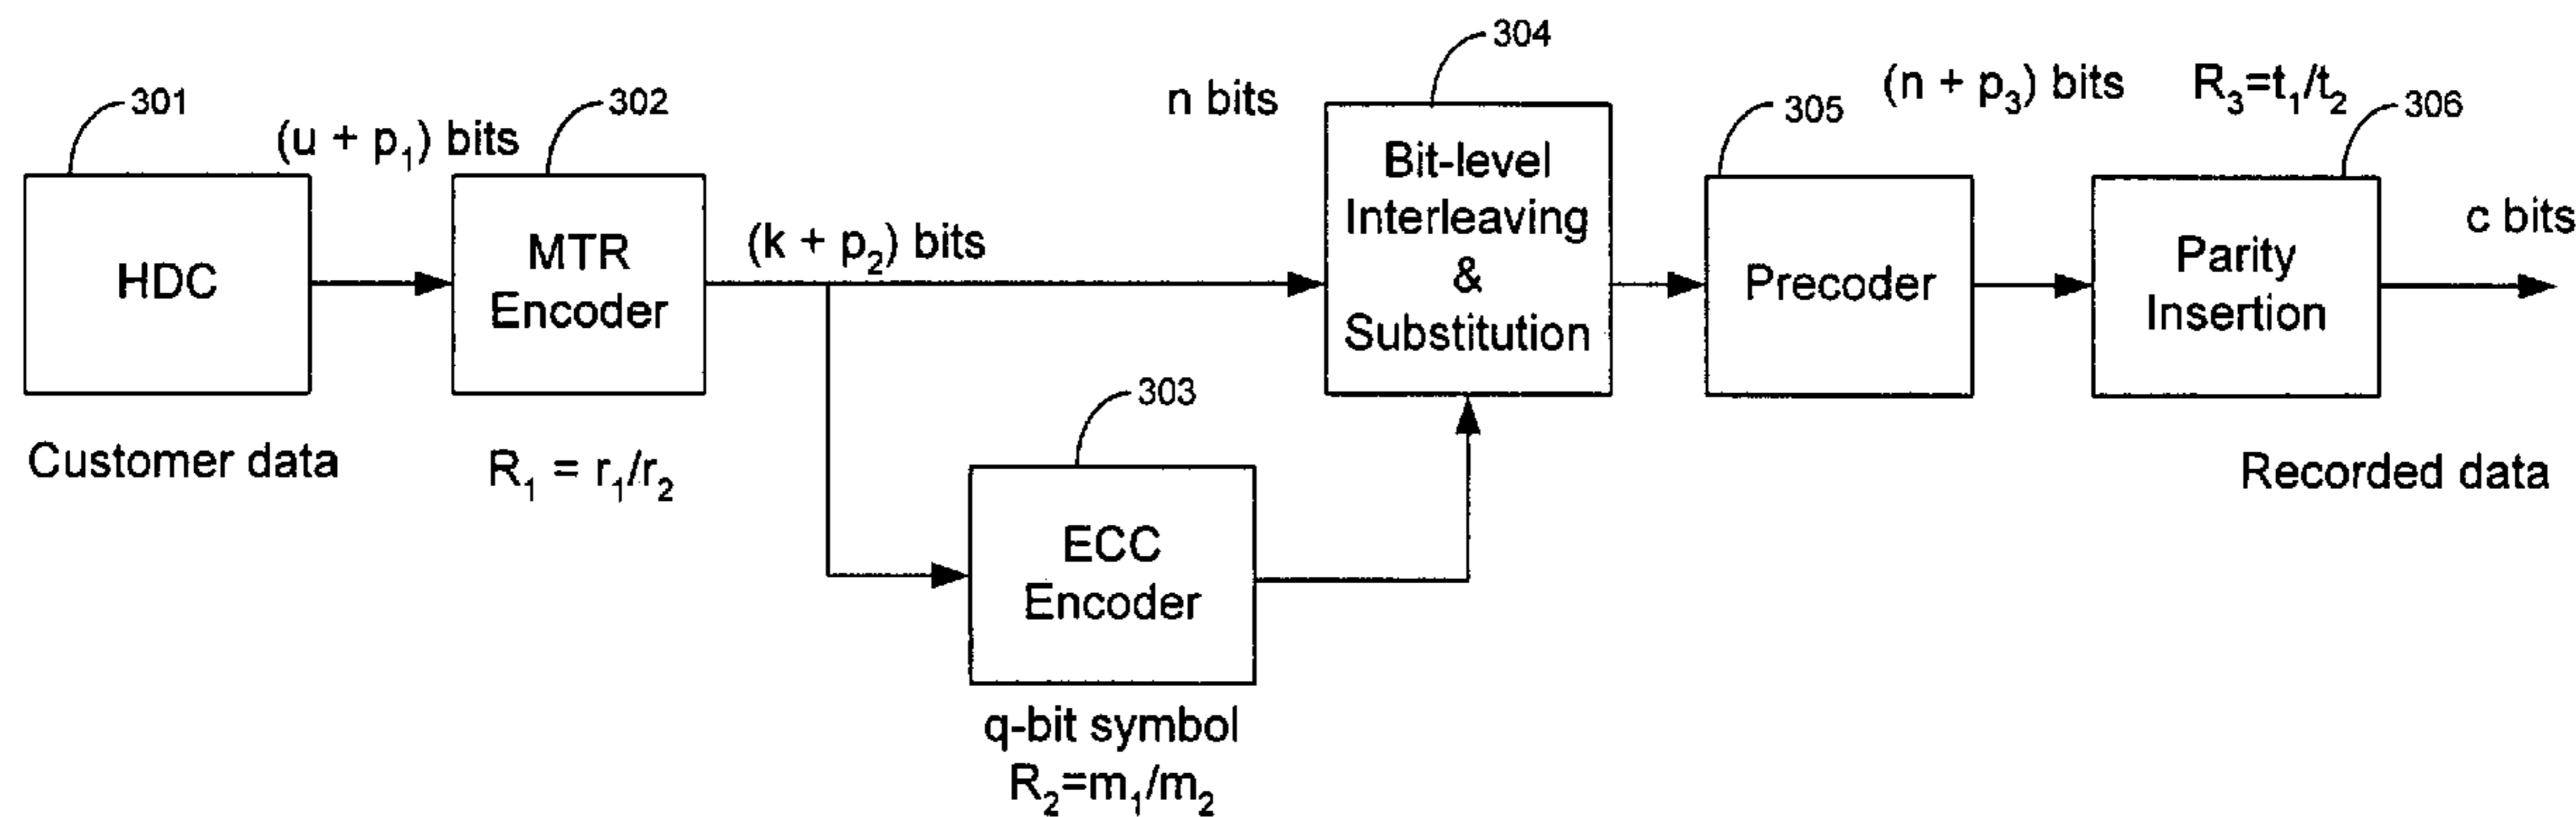 304
n bits
(n + p₃) bits
R₃=t₁/t₂
301
(u + p₁) bits
302
305
306
HDC
MTR
Encoder
(k + p₂) bits
Bit-level
Interleaving
&
Substitution
Precoder
Parity
Insertion
c bits
Customer data
R₁ = r₁/r₂
303
ECC
Encoder
q-bit symbol
R₂=m₁/m₂
Recorded data